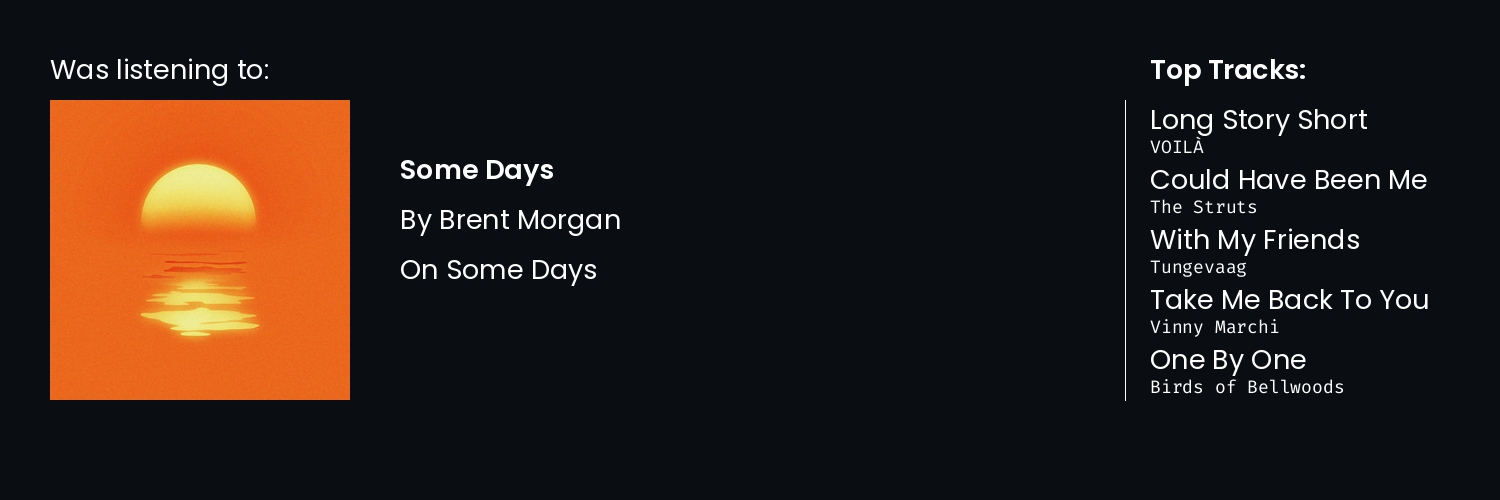 Was listening to:
Some Days
By Brent Morgan
On Some Days
Top Tracks:
Long Story Short
VOILÀ
Could Have Been Me
The Struts
With My Friends
Tungevaag
Take Me Back To You
Vinny Marchi
One By One
Birds of Bellwoods